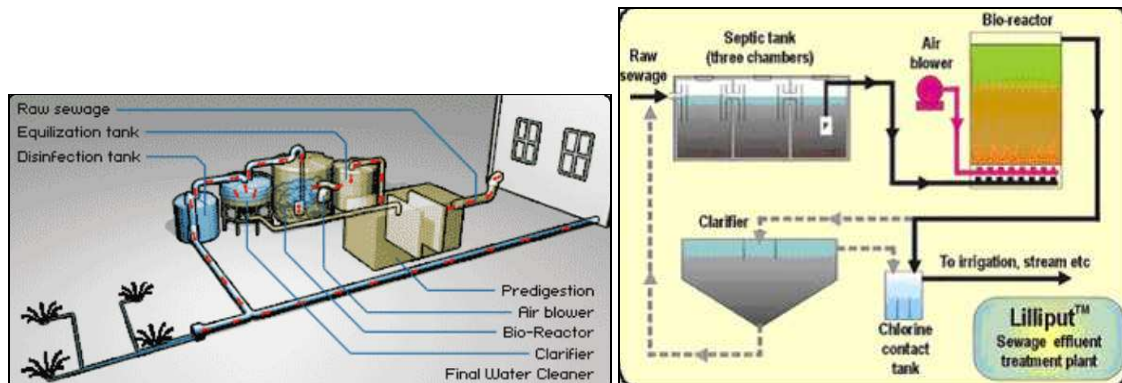 Raw sewage
Equilization tank
Disinfection tank
Predigestion
Air blower
Bio-Reactor
Clarifier
Final Water Cleaner
Bio-reactor
Septic tank
(three chambers)
Air
blower
Raw
sewage
P
Clarifier
To irrigation, stream etc
Chlorine
contact
tank
Lilliput™
Sewage effluent
treatment plant